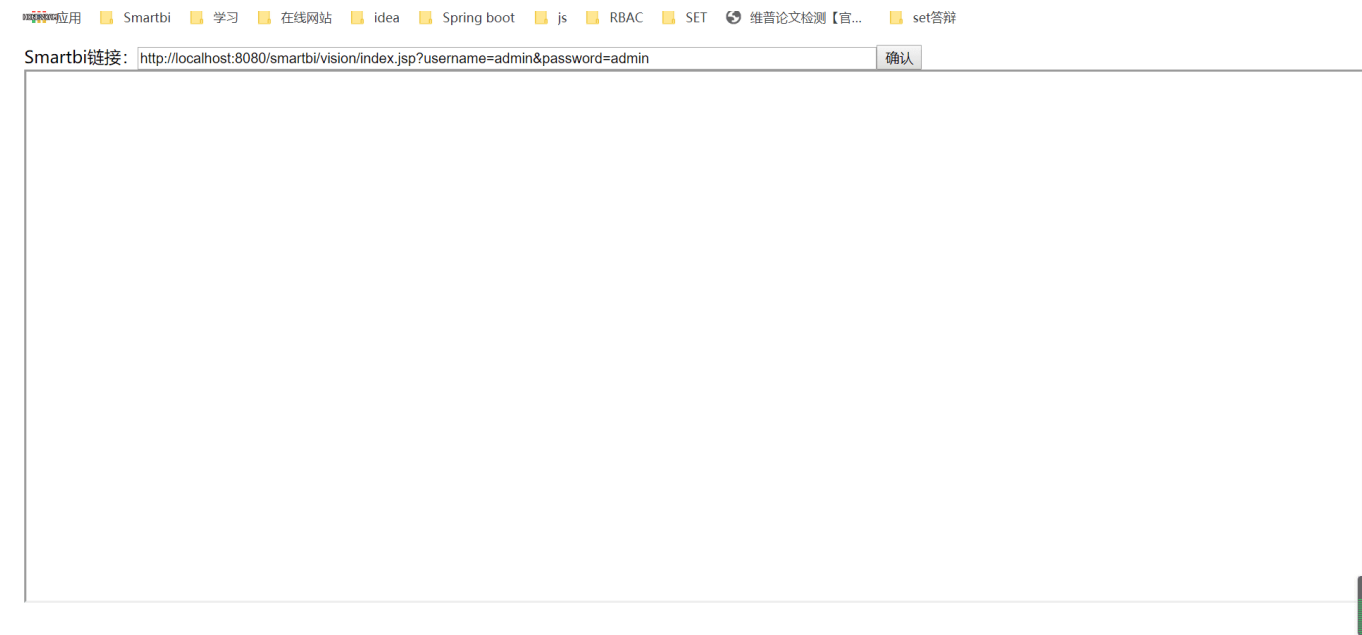 应用 Smartbi 学习 在线网站 idea Spring boot js RBAC SET 维普论文检测【官... set答辩
Smartbi链接： http://localhost:8080/smartbi/vision/index.jsp?username=admin&password=admin 确认